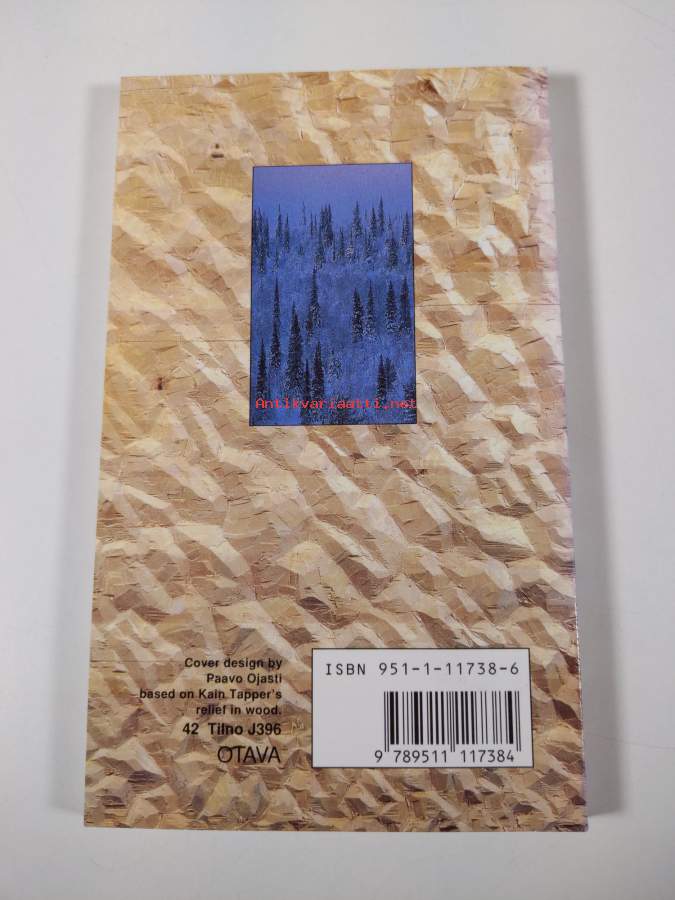 Antikvariaatti.net
Cover design by
Paavo Ojasti
based on Kain Tapper's
relief in wood.
42 Tilno J396
OTAVA
ISBN 951-1-11738-6
9 789511 117384